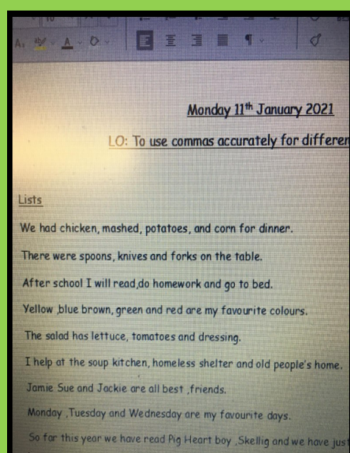 Monday 11th January 2021
LO: To use commas accurately for differen
Lists
We had chicken, mashed, potatoes, and corn for dinner.
There were spoons, knives and forks on the table.
After school I will read,do homework and go to bed.
Yellow ,blue brown, green and red are my favourite colours.
The salad has lettuce, tomatoes and dressing.
I help at the soup kitchen, homeless shelter and old people's home.
Jamie Sue and Jackie are all best ,friends.
Monday ,Tuesday and Wednesday are my favourite days.
So far this year we have read Pig Heart boy ,Skellig and we have just